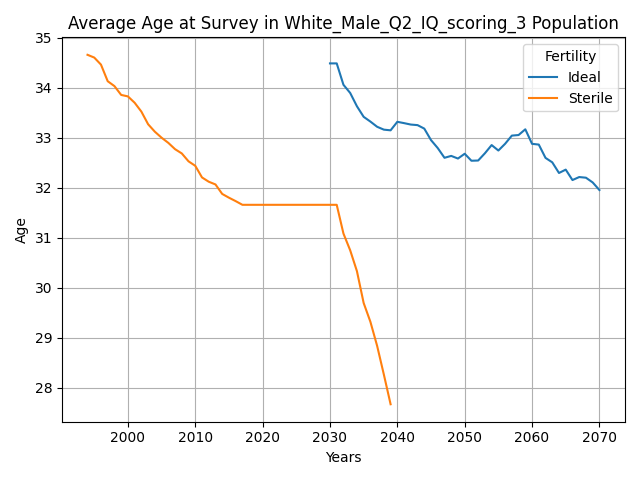 Average Age at Survey in White_Male_Q2_IQ_scoring_3 Population
35
34
33
32
31
30
29
28
Age
Fertility
Ideal
Sterile
2000 2010 2020 2030 2040 2050 2060 2070
Years